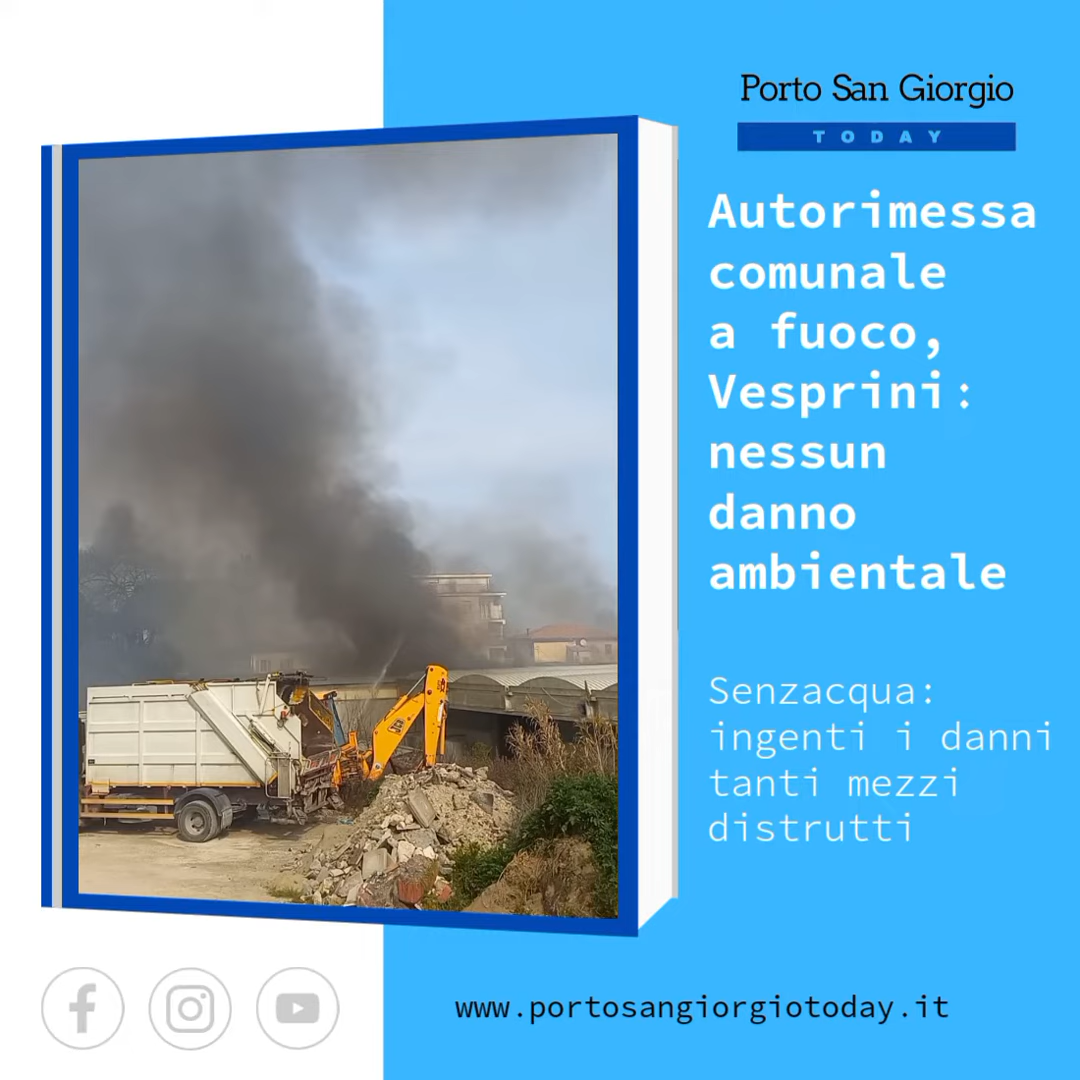 Porto San Giorgio
TODAY
Autorimessa
comunale
a fuoco,
Vesprini:
nessun
danno
ambientale
Senzacqua:
ingenti i danni
tanti mezzi
distrutti
JCB
www.portosangiorgiotoday.it